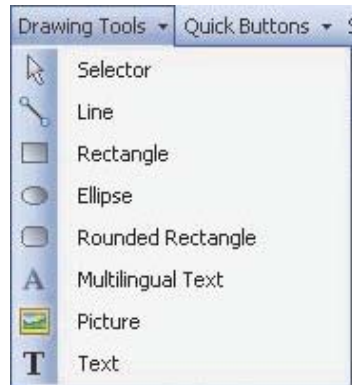 Drawing Tools Quick Buttons
Selector
Line
Rectangle
Ellipse
Rounded Rectangle
A Multilingual Text
Picture
T Text